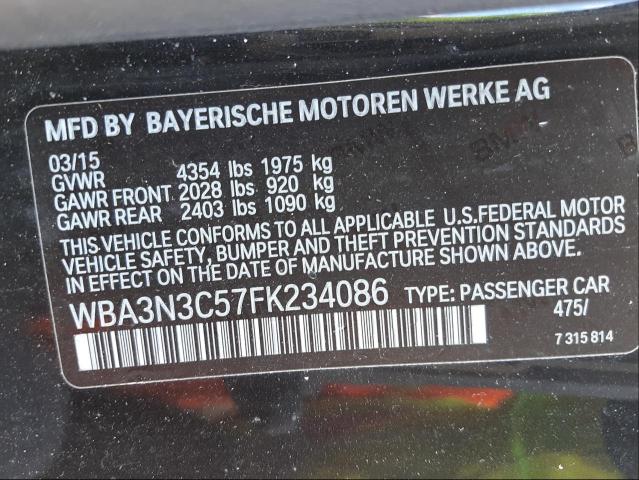 MFD BY BAYERISCHE MOTOREN WERKE AG
03/15
GVWR 4354 lbs 1975 kg
GAWR FRONT 2028 lbs 920 kg
GAWR REAR 2403 lbs 1090 kg
THIS VEHICLE CONFORMS TO ALL APPLICABLE U.S.FEDERAL MOTOR
VEHICLE SAFETY, BUMPER AND THEFT PREVENTION STANDARDS
IN EFFECT ON THE DATE OF MANUFACTURE SHOWN ABOVE.
WBA3N3C57FK234086 TYPE: PASSENGER CAR
475/
7 315 814